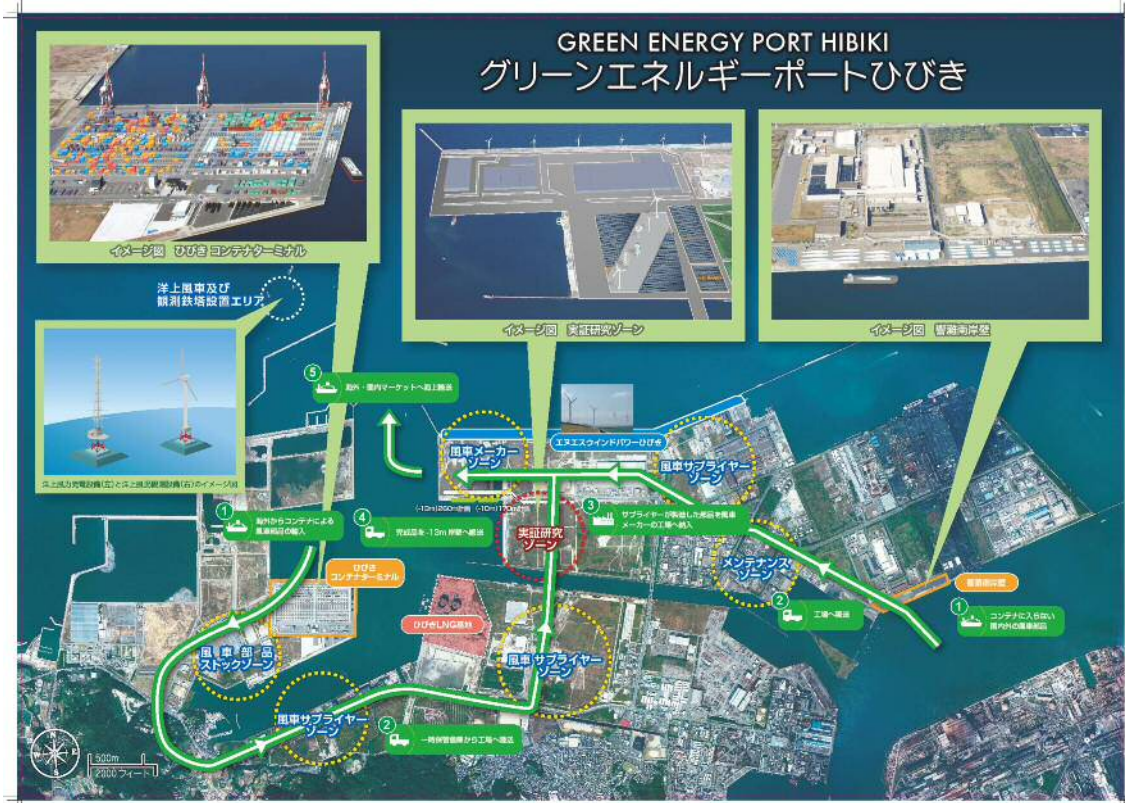 GREEN ENERGY PORT HIBIKI
グリーンエネルギーポートひびき
イメージ図 ひびき コンテナターミナル
イメージ図 実証研究ゾーン
イメージ図 響灘南岸壁
洋上風車及び
観測鉄塔設置エリア
洋上風力発電設備(左)と洋上風況観測設備(右)のイメージ図
5
海外・国内マーケットへ海上輸送
風車メーカー
ゾーン
エヌエスウインドパワーひびき
風車サプライヤー
ゾーン
(-10m)170m計画
1
海外からコンテナによる
風車部品の輸入
4
完成品を-13m岸壁へ搬送
実証研究
ゾーン
3
サプライヤーが製造した部品を風車
メーカーの工場へ納入
メンテナンス
ゾーン
ひびき
コンテナターミナル
響灘南岸壁
2
工場へ搬送
1
コンテナに入らない
国内外の風車部品
ひびきLNG基地
風車部品
ストックゾーン
風車サプライヤー
ゾーン
風車サプライヤー
ゾーン
2
一時保管倉庫から工場へ搬送
N
W
E
S
500m
2000フィート